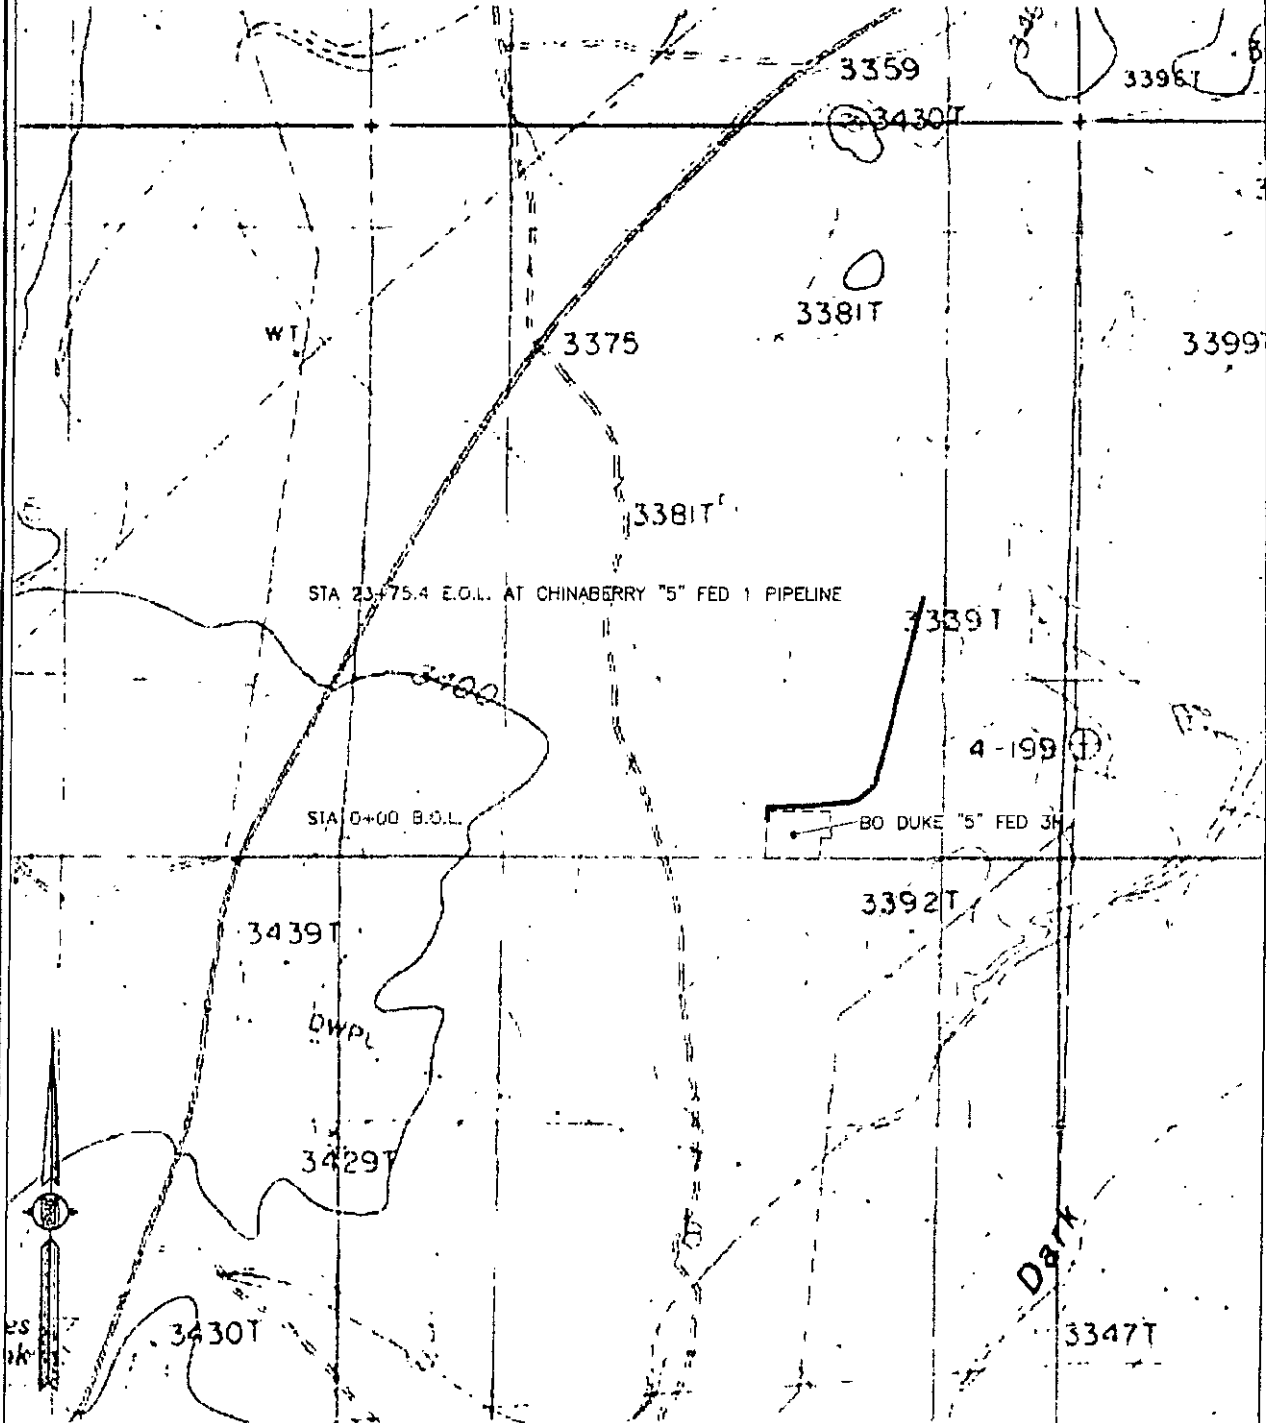 3359
3396T
3430T
3381T
WT
3375
3399T
3381T
STA 23+75.4 E.O.L. AT CHINABERRY "5" FED 1 PIPELINE
3339T
3400
4-199
STA 0+00 B.O.L.
BO DUKE "5" FED 3H
3392T
3439T
DWPL
3429T
Dark
3430T
3347T